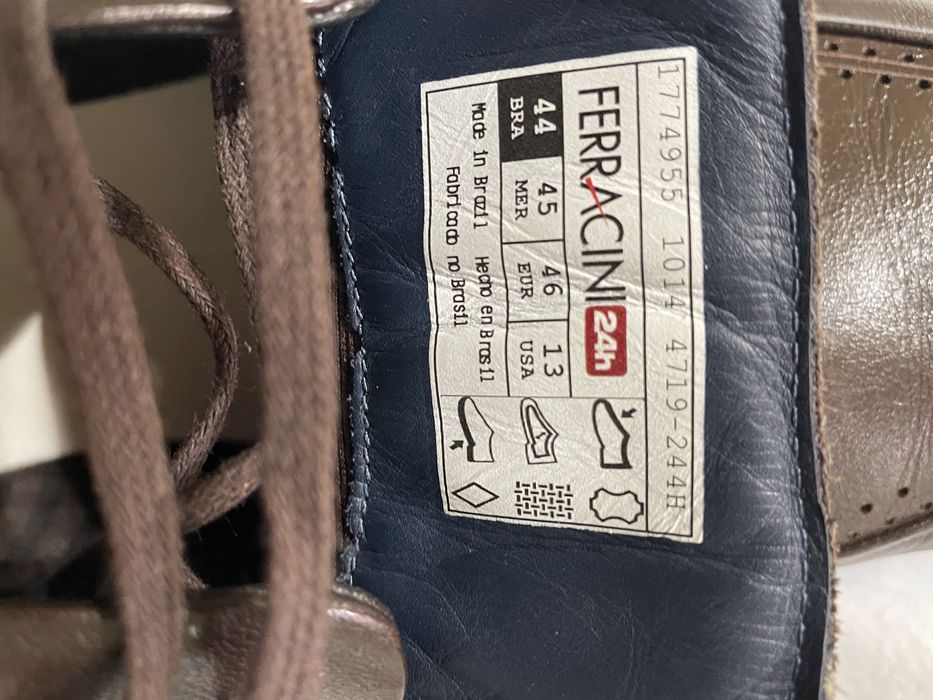 1774955 1014 4719-244H
FERRACINI 24h
44 45 46 13
BRA MER EUR USA
Made in Brazil Hecho en Brasil
Fabricado no Brasil